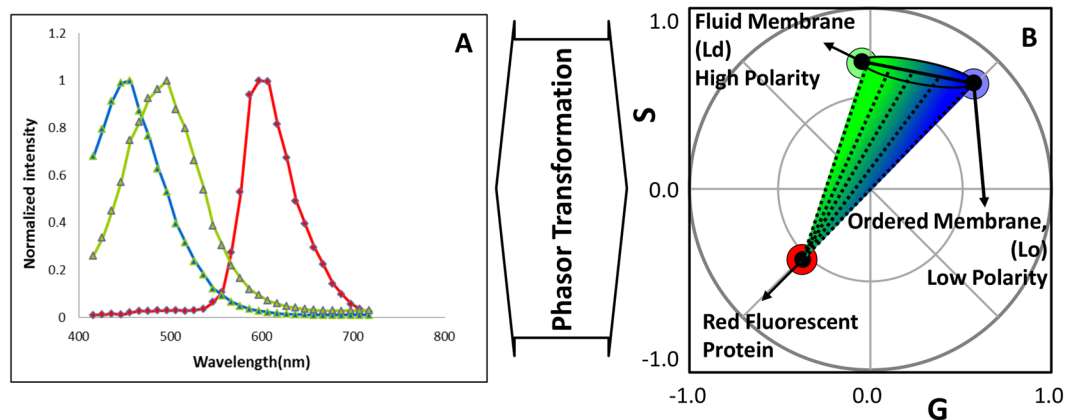 A
Normalized intensity
1.2
1
0.8
0.6
0.4
0.2
0
400
500
600
700
800
Wavelength(nm)
Phasor Transformation
B
1.0
Fluid Membrane
(Ld)
High Polarity
S
0.0
Ordered Membrane,
(Lo)
Low Polarity
Red Fluorescent
Protein
-1.0
-1.0
0.0
1.0
G